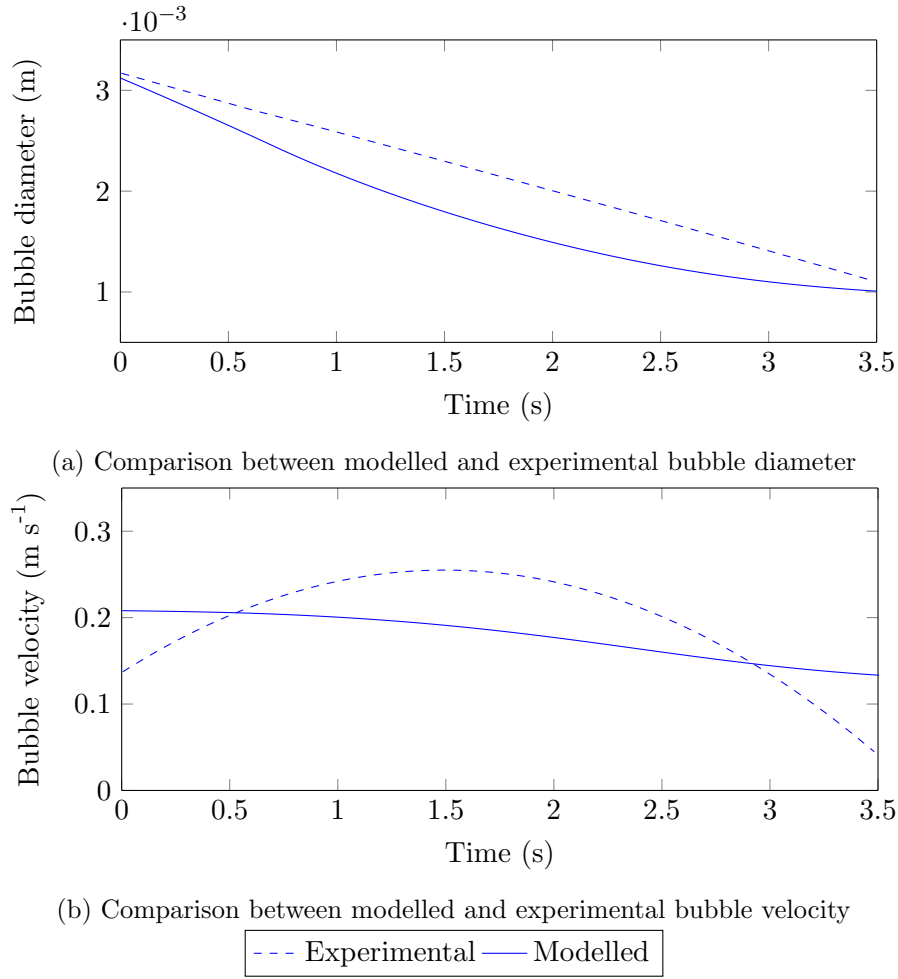 ·10⁻³
3
2
1
Bubble diameter (m)
0 0.5 1 1.5 2 2.5 3 3.5
Time (s)
(a) Comparison between modelled and experimental bubble diameter
0.3
0.2
0.1
0
Bubble velocity (m s⁻¹)
0 0.5 1 1.5 2 2.5 3 3.5
Time (s)
(b) Comparison between modelled and experimental bubble velocity
Experimental Modelled